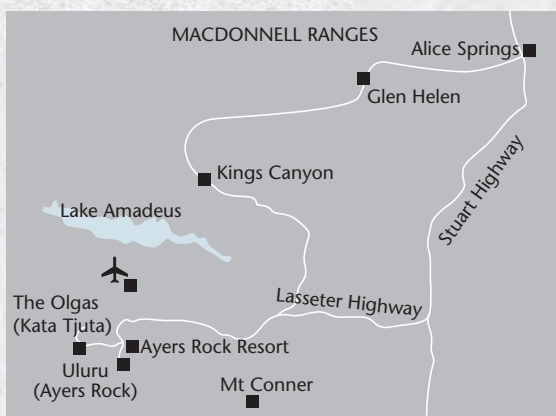 MACDONNELL RANGES
Alice Springs
Glen Helen
Kings Canyon
Stuart Highway
Lake Amadeus
Lasseter Highway
The Olgas
(Kata Tjuta)
Ayers Rock Resort
Uluru
(Ayers Rock)
Mt Conner